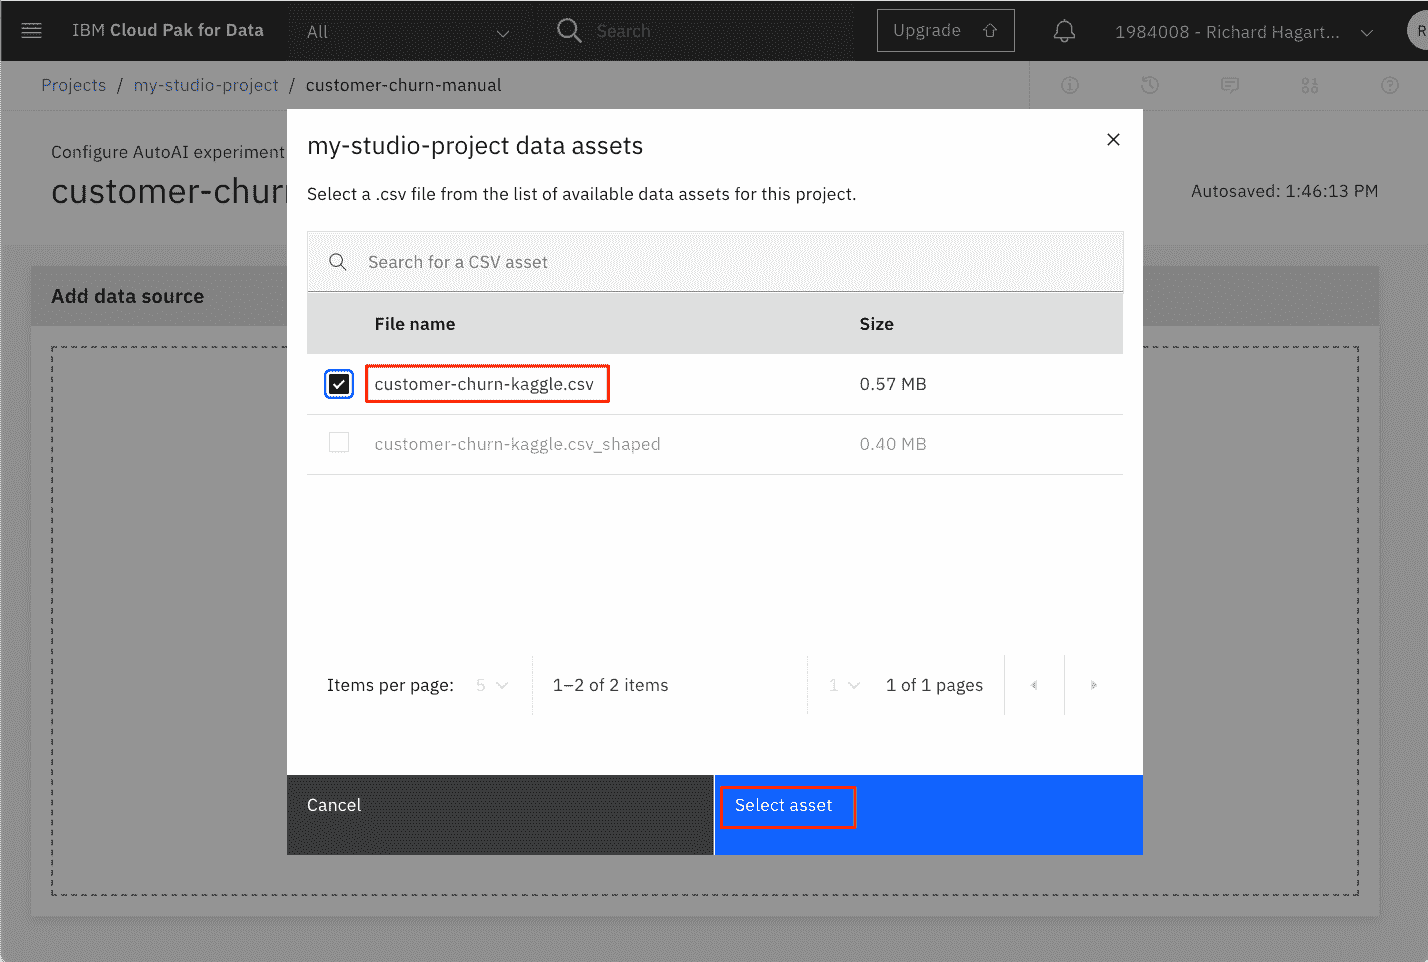 IBM Cloud Pak for Data All Search Upgrade 1984008 - Richard Hagart... R
Projects / my-studio-project / customer-churn-manual
my-studio-project data assets
Configure AutoAI experiment
customer-churn
Autosaved: 1:46:13 PM
Select a .csv file from the list of available data assets for this project.
Search for a CSV asset
Add data source
File name Size
customer-churn-kaggle.csv 0.57 MB
customer-churn-kaggle.csv_shaped 0.40 MB
Items per page: 5 1–2 of 2 items 1 1 of 1 pages
Cancel Select asset